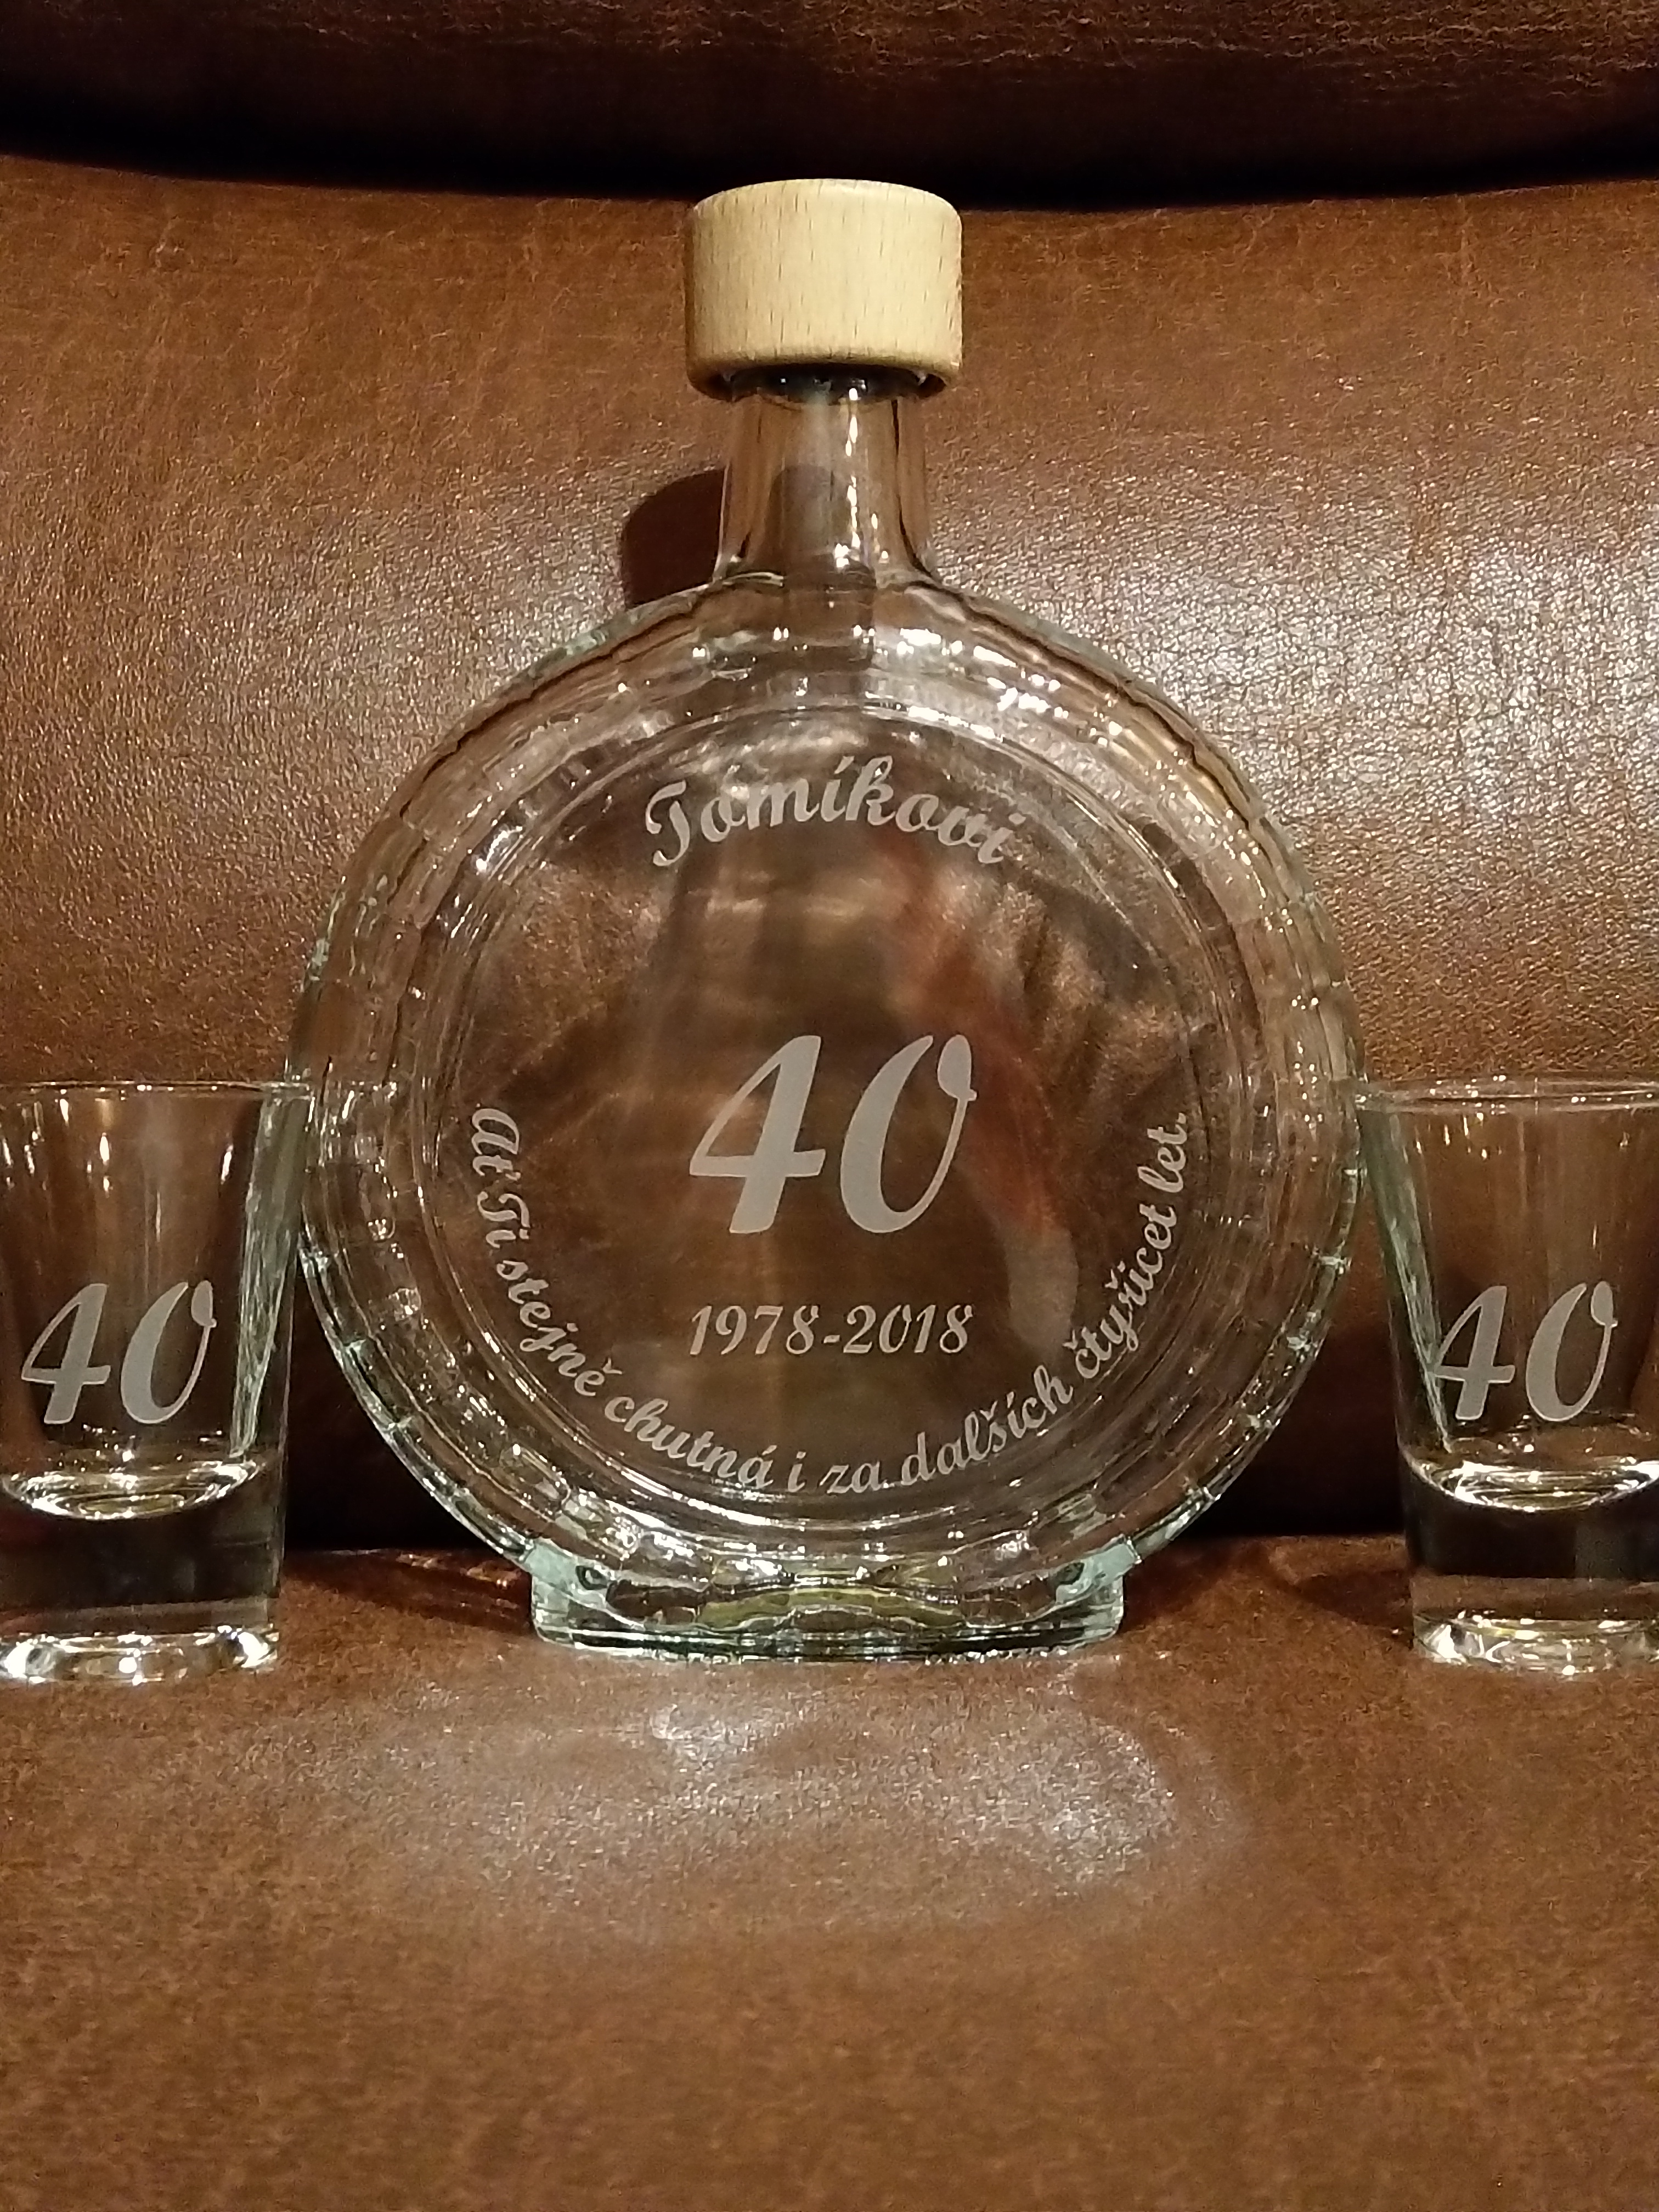 Tomíkovi
40
1978-2018
Ať Ti stejně chutná i za dalších čtyřicet let.
40
40